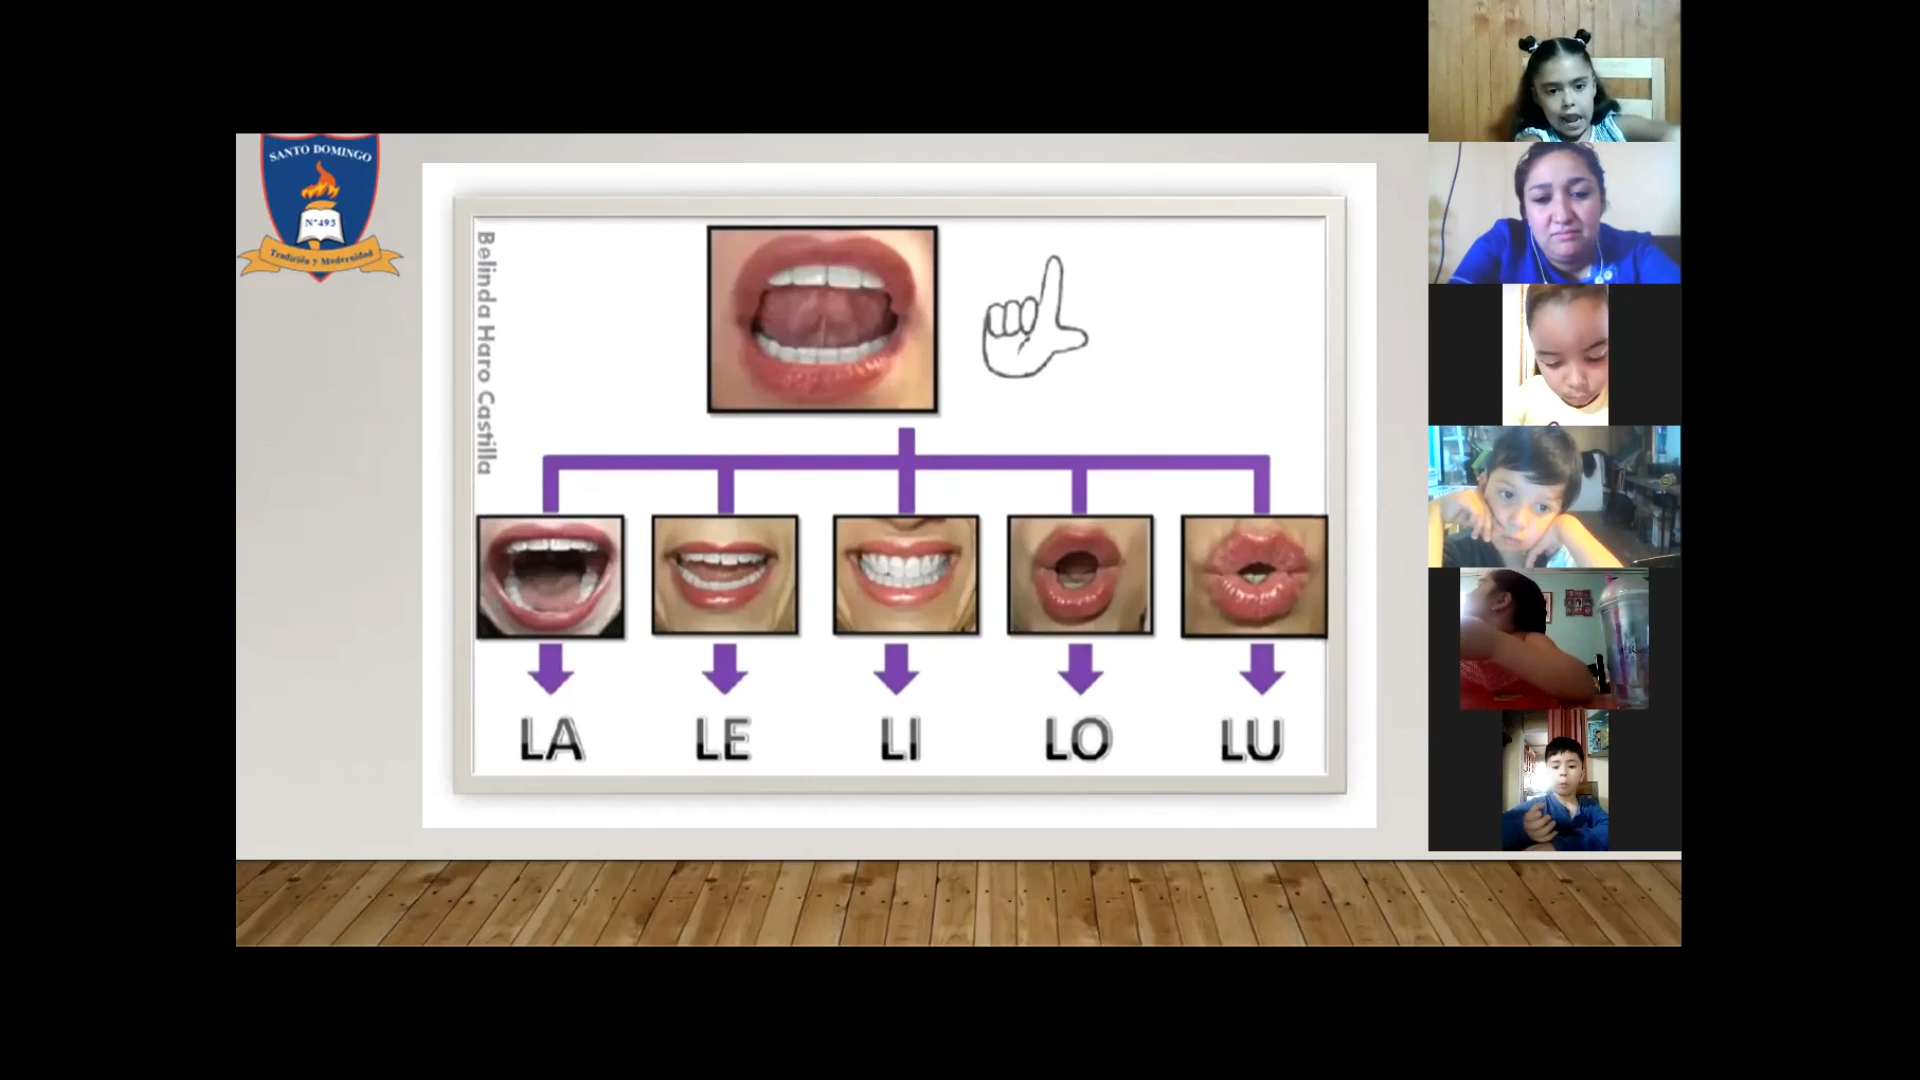 SANTO DOMINGO
N°493
Tradición y Modernidad
Belinda Haro Castilla
LA LE LI LO LU